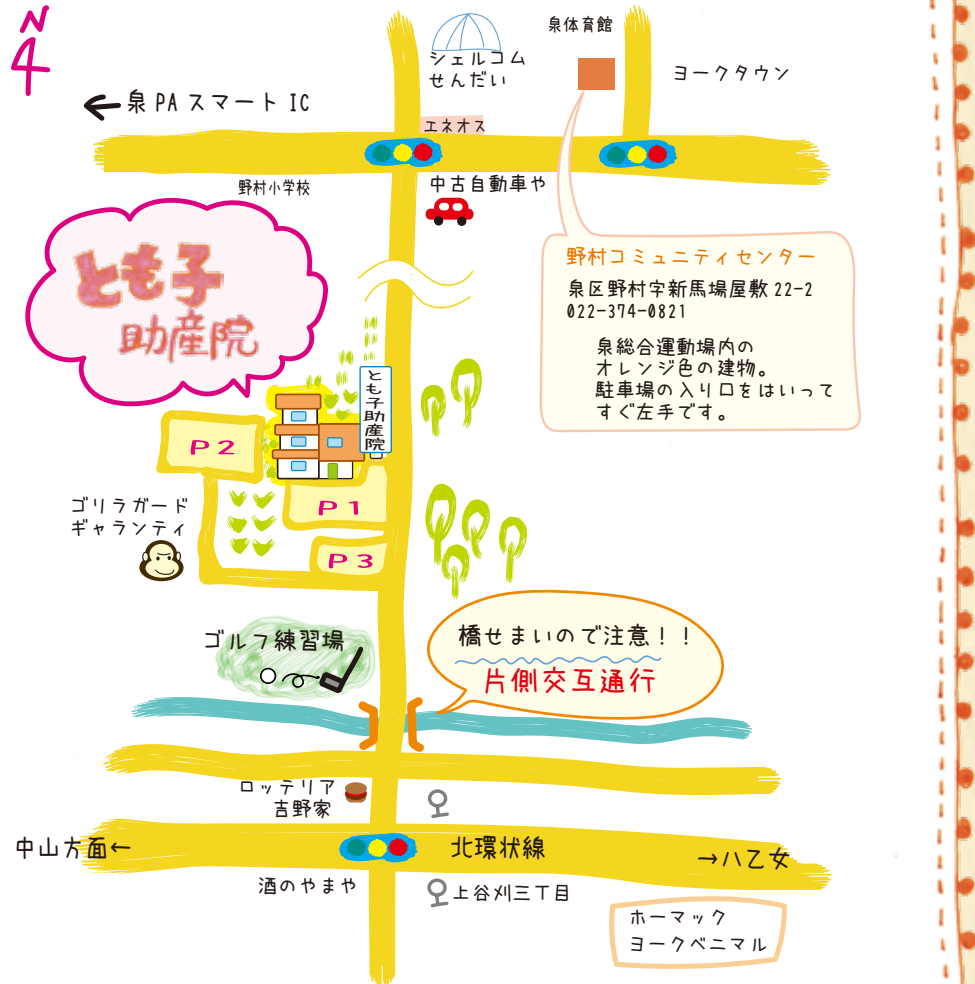 N
シェルコム
せんだい
泉体育館
ヨークタウン
← 泉 PA スマート IC
エネオス
野村小学校
中古自動車や
とも子
助産院
野村コミュニティセンター
泉区野村字新馬場屋敷 22-2
022-374-0821
泉総合運動場内の
オレンジ色の建物。
駐車場の入り口をはいって
すぐ左手です。
とも子助産院
P2
P1
P3
ゴリラガード
ギャランティ
ゴルフ練習場
橋せまいので注意!!
片側交互通行
ロッテリア
吉野家
中山方面←
北環状線
→八乙女
酒のやまや
上谷刈三丁目
ホーマック
ヨークベニマル